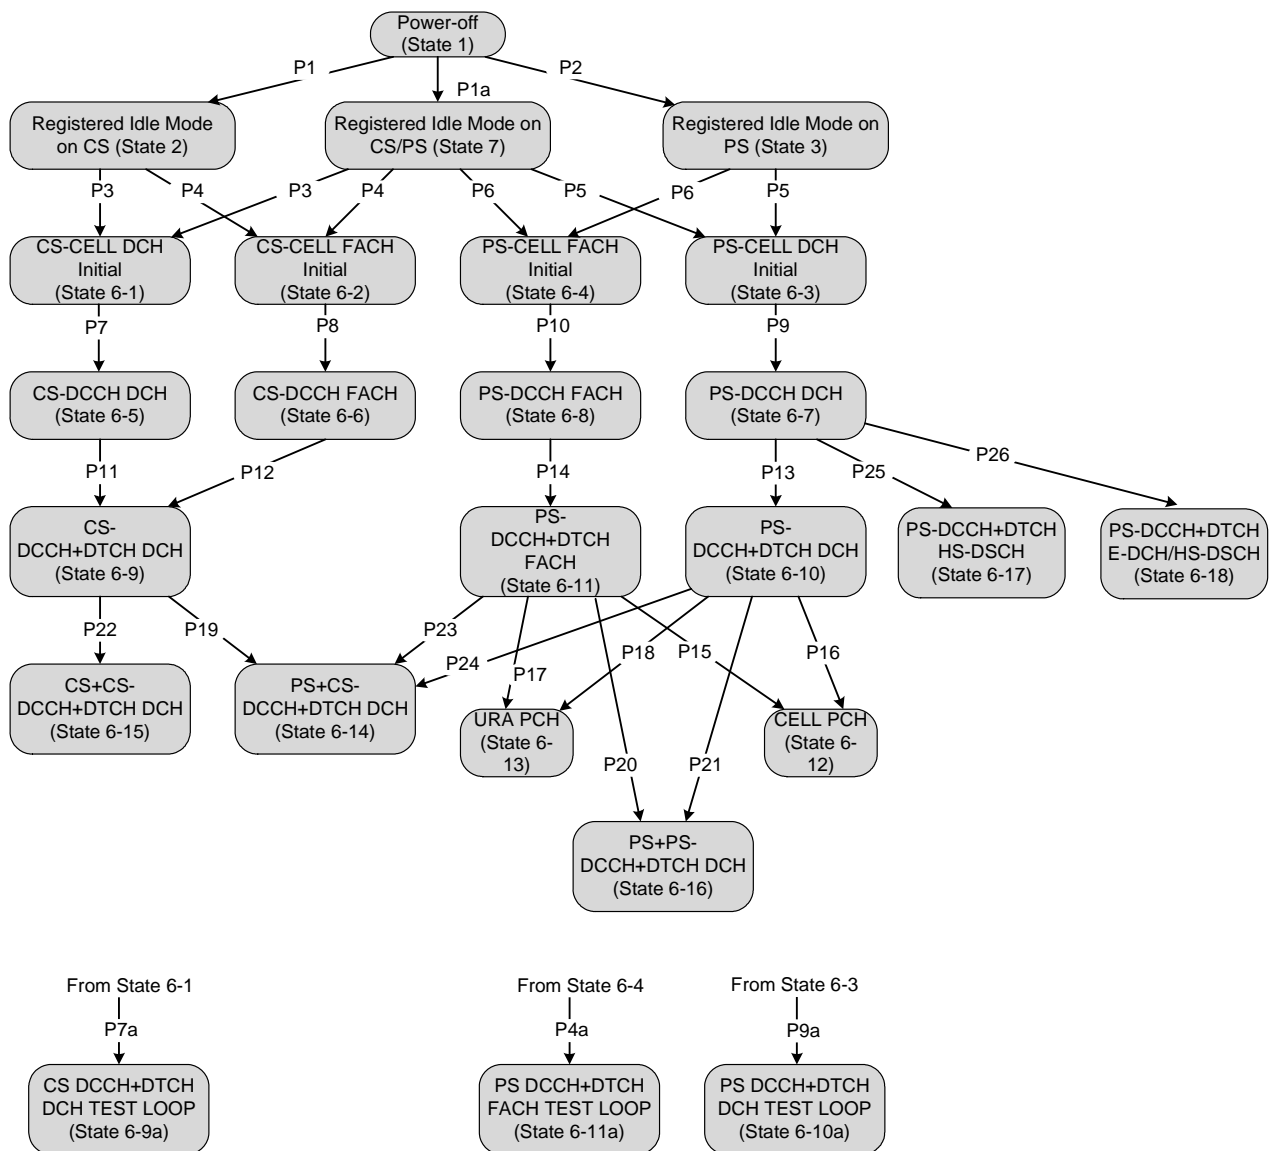 Power-off
(State 1)
P1
P1a
P2
Registered Idle Mode
on CS (State 2)
Registered Idle Mode on
CS/PS (State 7)
Registered Idle Mode on
PS (State 3)
P3
P4
P3
P4
P6
P5
P6
P5
CS-CELL DCH
Initial
(State 6-1)
CS-CELL FACH
Initial
(State 6-2)
PS-CELL FACH
Initial
(State 6-4)
PS-CELL DCH
Initial
(State 6-3)
P7
P8
P10
P9
CS-DCCH DCH
(State 6-5)
CS-DCCH FACH
(State 6-6)
PS-DCCH FACH
(State 6-8)
PS-DCCH DCH
(State 6-7)
P11
P12
P14
P13
P25
P26
CS-
DCCH+DTCH DCH
(State 6-9)
PS-
DCCH+DTCH
FACH
(State 6-11)
PS-
DCCH+DTCH DCH
(State 6-10)
PS-DCCH+DTCH
HS-DSCH
(State 6-17)
PS-DCCH+DTCH
E-DCH/HS-DSCH
(State 6-18)
P22
P19
P23
P24
P17
P18
P15
P16
CS+CS-
DCCH+DTCH DCH
(State 6-15)
PS+CS-
DCCH+DTCH DCH
(State 6-14)
URA PCH
(State 6-
13)
CELL PCH
(State 6-
12)
P20
P21
PS+PS-
DCCH+DTCH DCH
(State 6-16)
From State 6-1
P7a
CS DCCH+DTCH
DCH TEST LOOP
(State 6-9a)
From State 6-4
P4a
PS DCCH+DTCH
FACH TEST LOOP
(State 6-11a)
From State 6-3
P9a
PS DCCH+DTCH
DCH TEST LOOP
(State 6-10a)